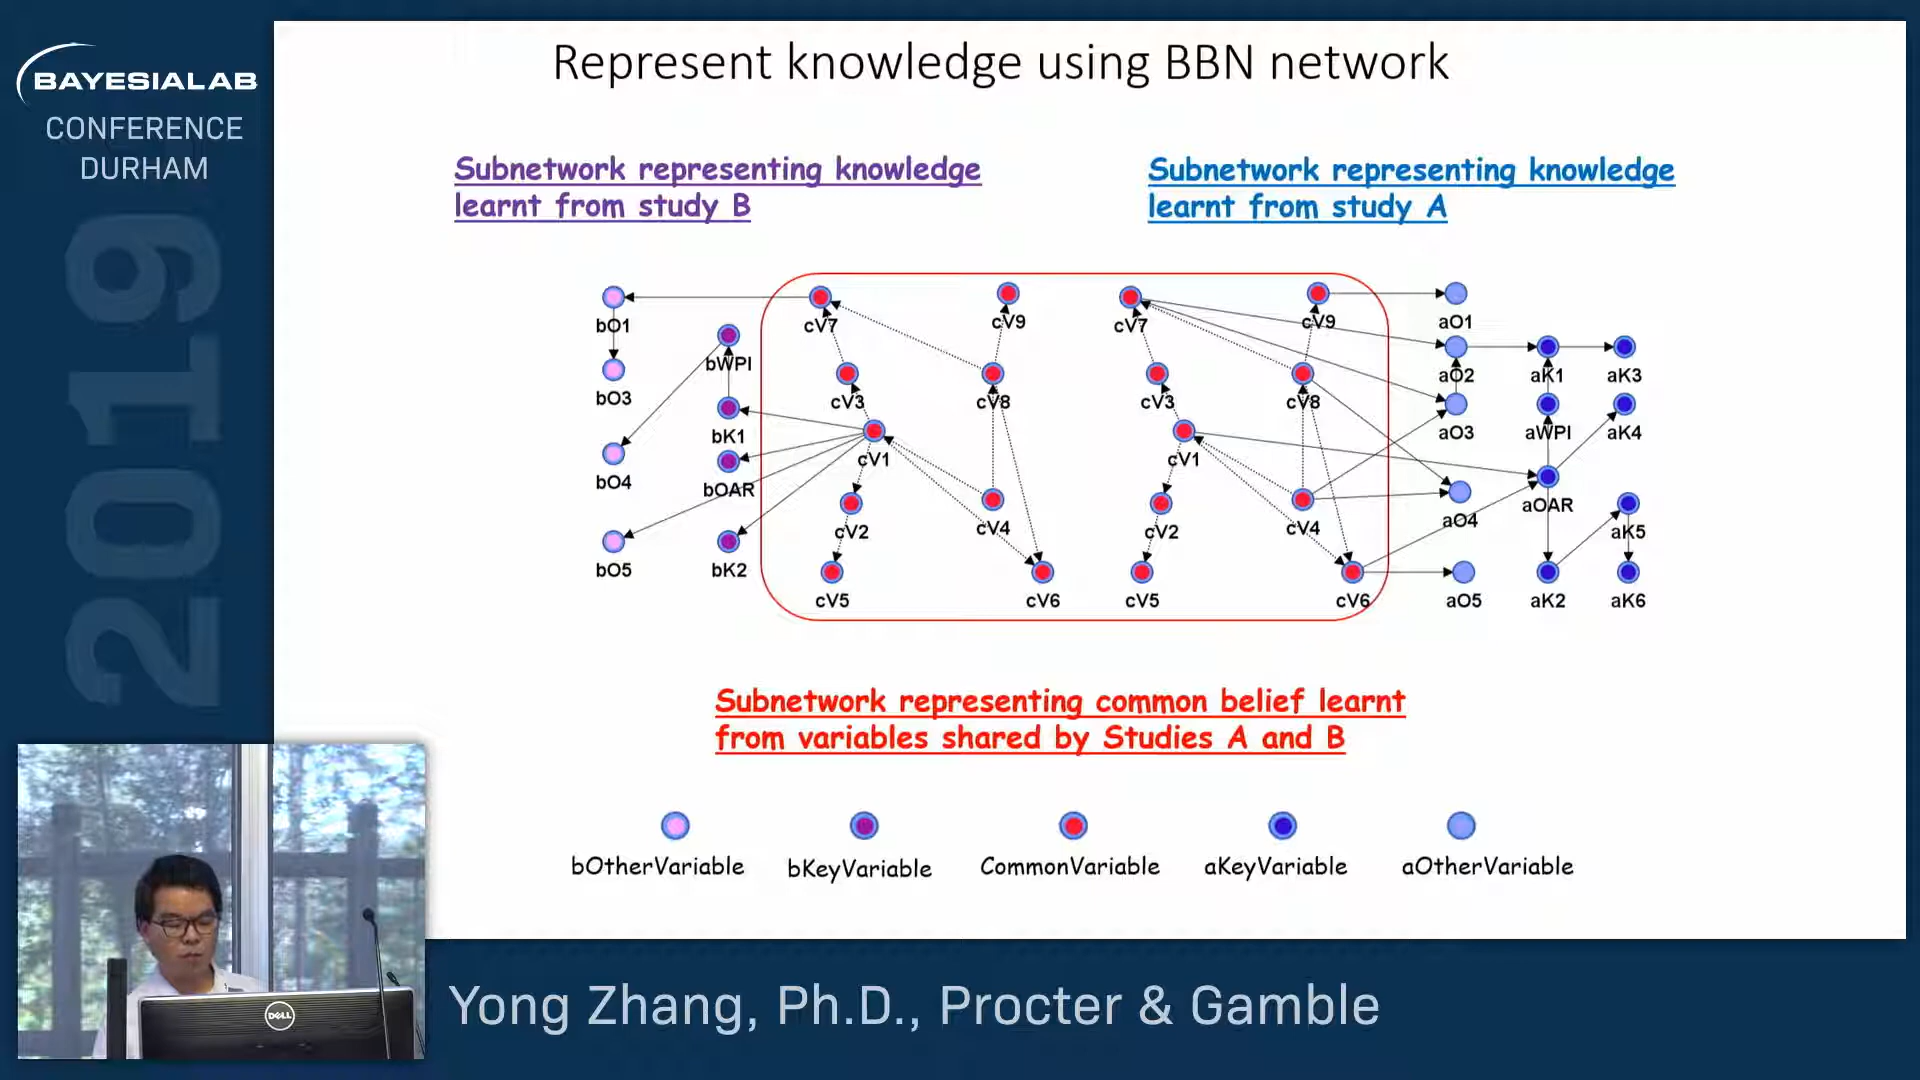 BAYESIALAB
CONFERENCE
DURHAM
2019
Represent knowledge using BBN network
Subnetwork representing knowledge
learnt from study B
Subnetwork representing knowledge
learnt from study A
bO1
bWPI
bO3
bK1
bO4
bOAR
bO5
bK2
cV7
cV9
cV3
cV8
cV1
cV2
cV4
cV5
cV6
cV7
cV9
cV3
cV8
cV1
cV2
cV4
cV5
cV6
aO1
aO2
aK1
aK3
aO3
aWPI
aK4
aO4
aOAR
aK5
aO5
aK2
aK6
Subnetwork representing common belief learnt
from variables shared by Studies A and B
bOtherVariable
bKeyVariable
CommonVariable
aKeyVariable
aOtherVariable
DELL
Yong Zhang, Ph.D., Procter & Gamble